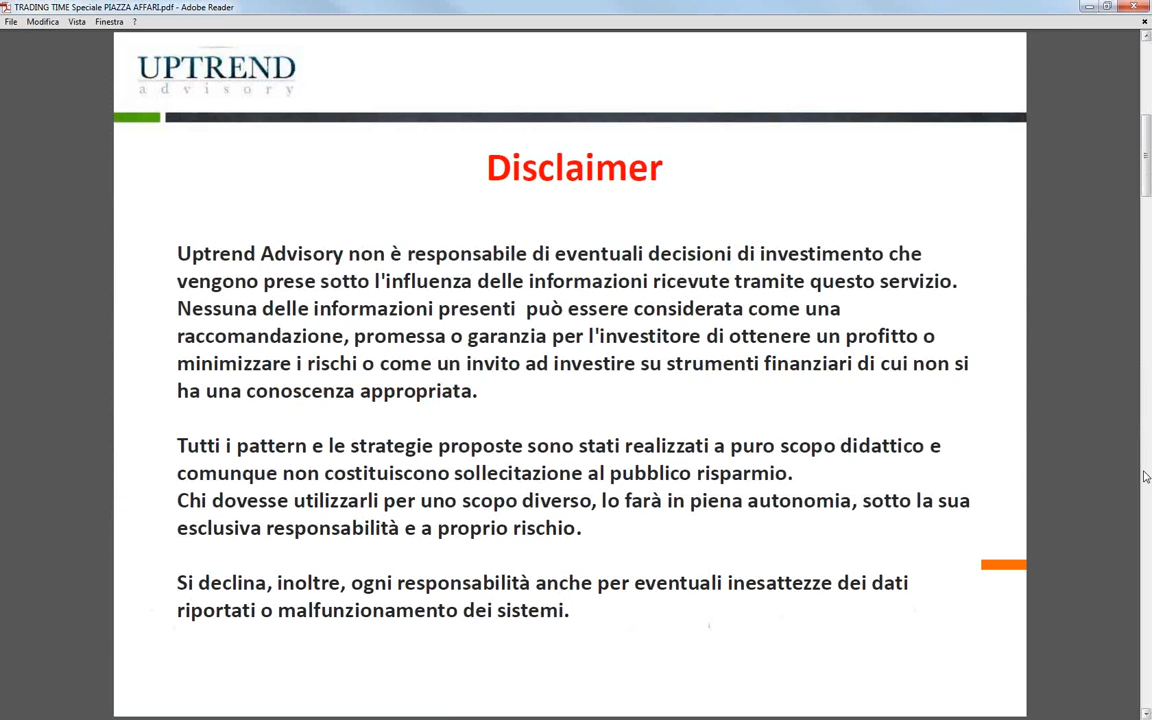 TRADING TIME Speciale PIAZZA AFFARI.pdf - Adobe Reader
File Modifica Vista Finestra ?
UPTREND
advisory
Disclaimer
Uptrend Advisory non è responsabile di eventuali decisioni di investimento che
vengono prese sotto l'influenza delle informazioni ricevute tramite questo servizio.
Nessuna delle informazioni presenti  può essere considerata come una
raccomandazione, promessa o garanzia per l'investitore di ottenere un profitto o
minimizzare i rischi o come un invito ad investire su strumenti finanziari di cui non si
ha una conoscenza appropriata.
Tutti i pattern e le strategie proposte sono stati realizzati a puro scopo didattico e
comunque non costituiscono sollecitazione al pubblico risparmio.
Chi dovesse utilizzarli per uno scopo diverso, lo farà in piena autonomia, sotto la sua
esclusiva responsabilità e a proprio rischio.
Si declina, inoltre, ogni responsabilità anche per eventuali inesattezze dei dati
riportati o malfunzionamento dei sistemi.